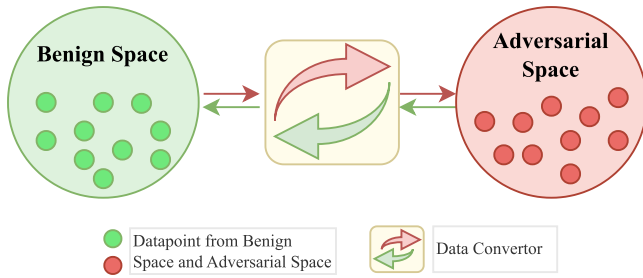 Benign Space
Adversarial
Space
Datapoint from Benign
Space and Adversarial Space
Data Convertor